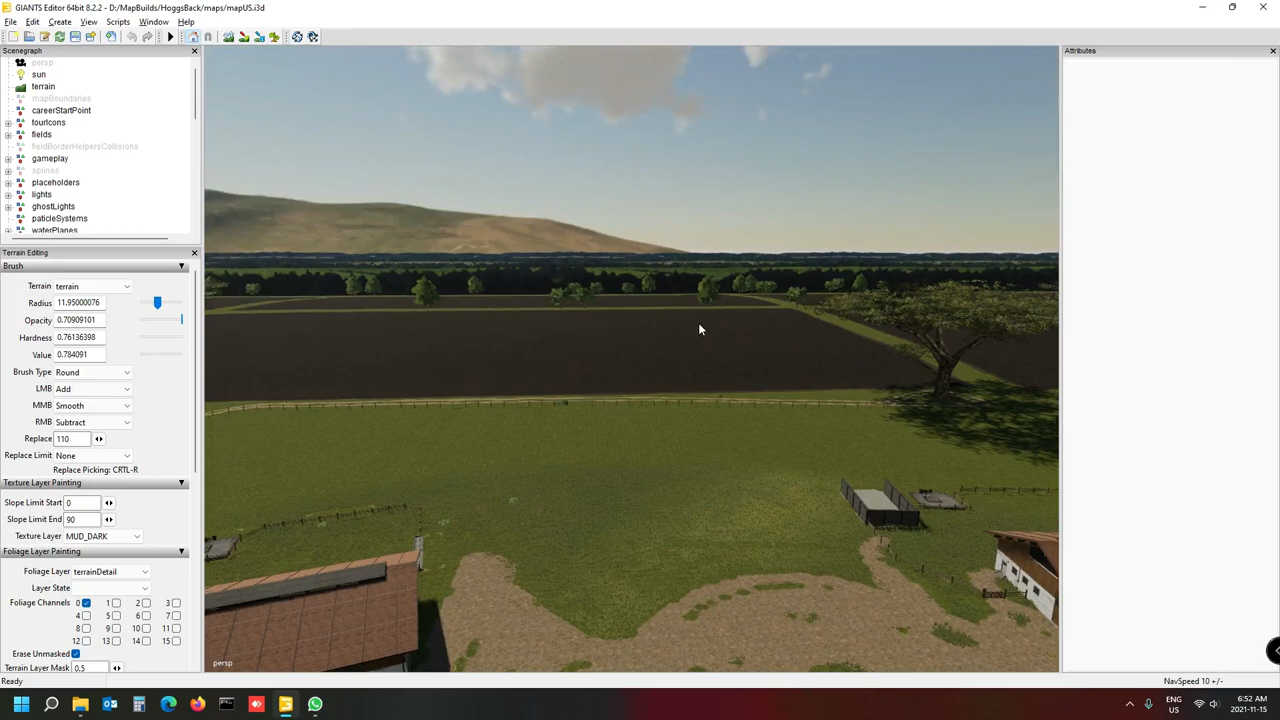 GIANTS Editor 64bit 8.2.2 - D:/MapBuilds/HoggsBack/maps/mapUS.i3d
File Edit Create View Scripts Window Help
Scenegraph
persp
sun
terrain
mapBoundaries
careerStartPoint
tourIcons
fields
fieldBorderHelpersCollisions
gameplay
splines
placeholders
lights
ghostLights
paticleSystems
waterPlanes
Terrain Editing
Brush
Terrain terrain
Radius 11.95000076
Opacity 0.70909101
Hardness 0.76136398
Value 0.784091
Brush Type Round
LMB Add
MMB Smooth
RMB Subtract
Replace 110
Replace Limit None
Replace Picking: CRTL-R
Texture Layer Painting
Slope Limit Start 0
Slope Limit End 90
Texture Layer MUD_DARK
Foliage Layer Painting
Foliage Layer terrainDetail
Layer State
Foliage Channels 0 1 2 3
4 5 6 7
8 9 10 11
12 13 14 15
Erase Unmasked
Terrain Layer Mask 0.5
persp
Attributes
Ready
NavSpeed 10 +/-
ENG
US
6:52 AM
2021-11-15